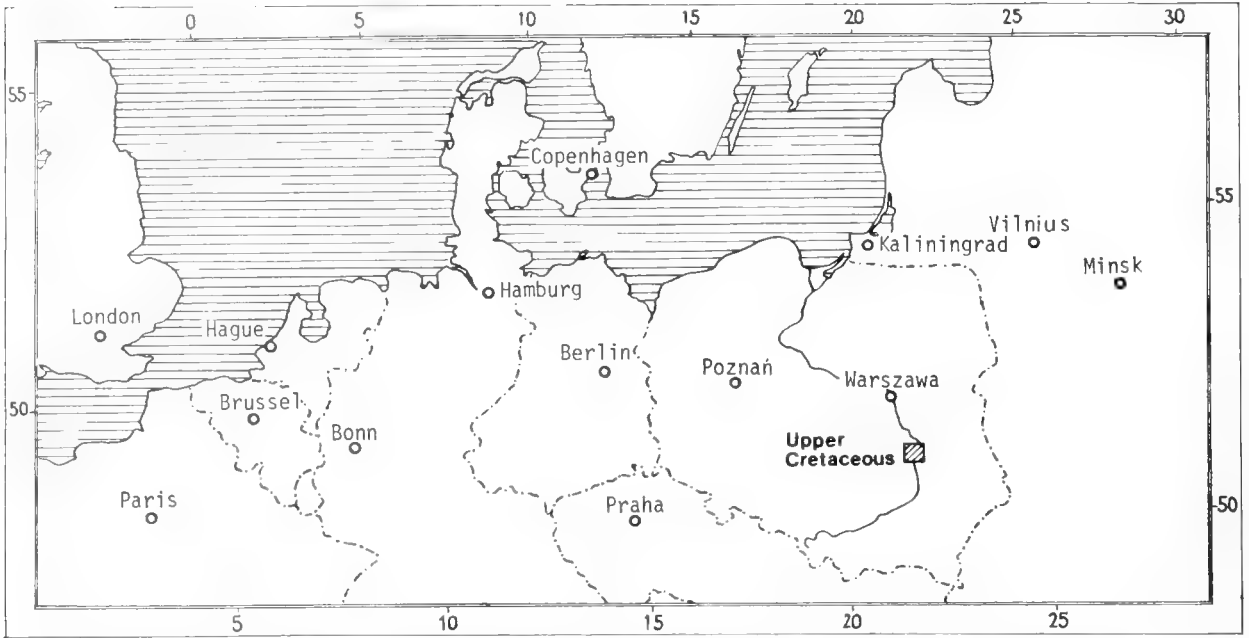 0 5 10 15 20 25 30
55
Copenhagen
55
Vilnius
Kaliningrad
Minsk
Hamburg
London
Hague
Berlin
Poznań
Warszawa
50
Brussel
Bonn
Upper
Cretaceous
Paris
Praha
50
5 10 15 20 25